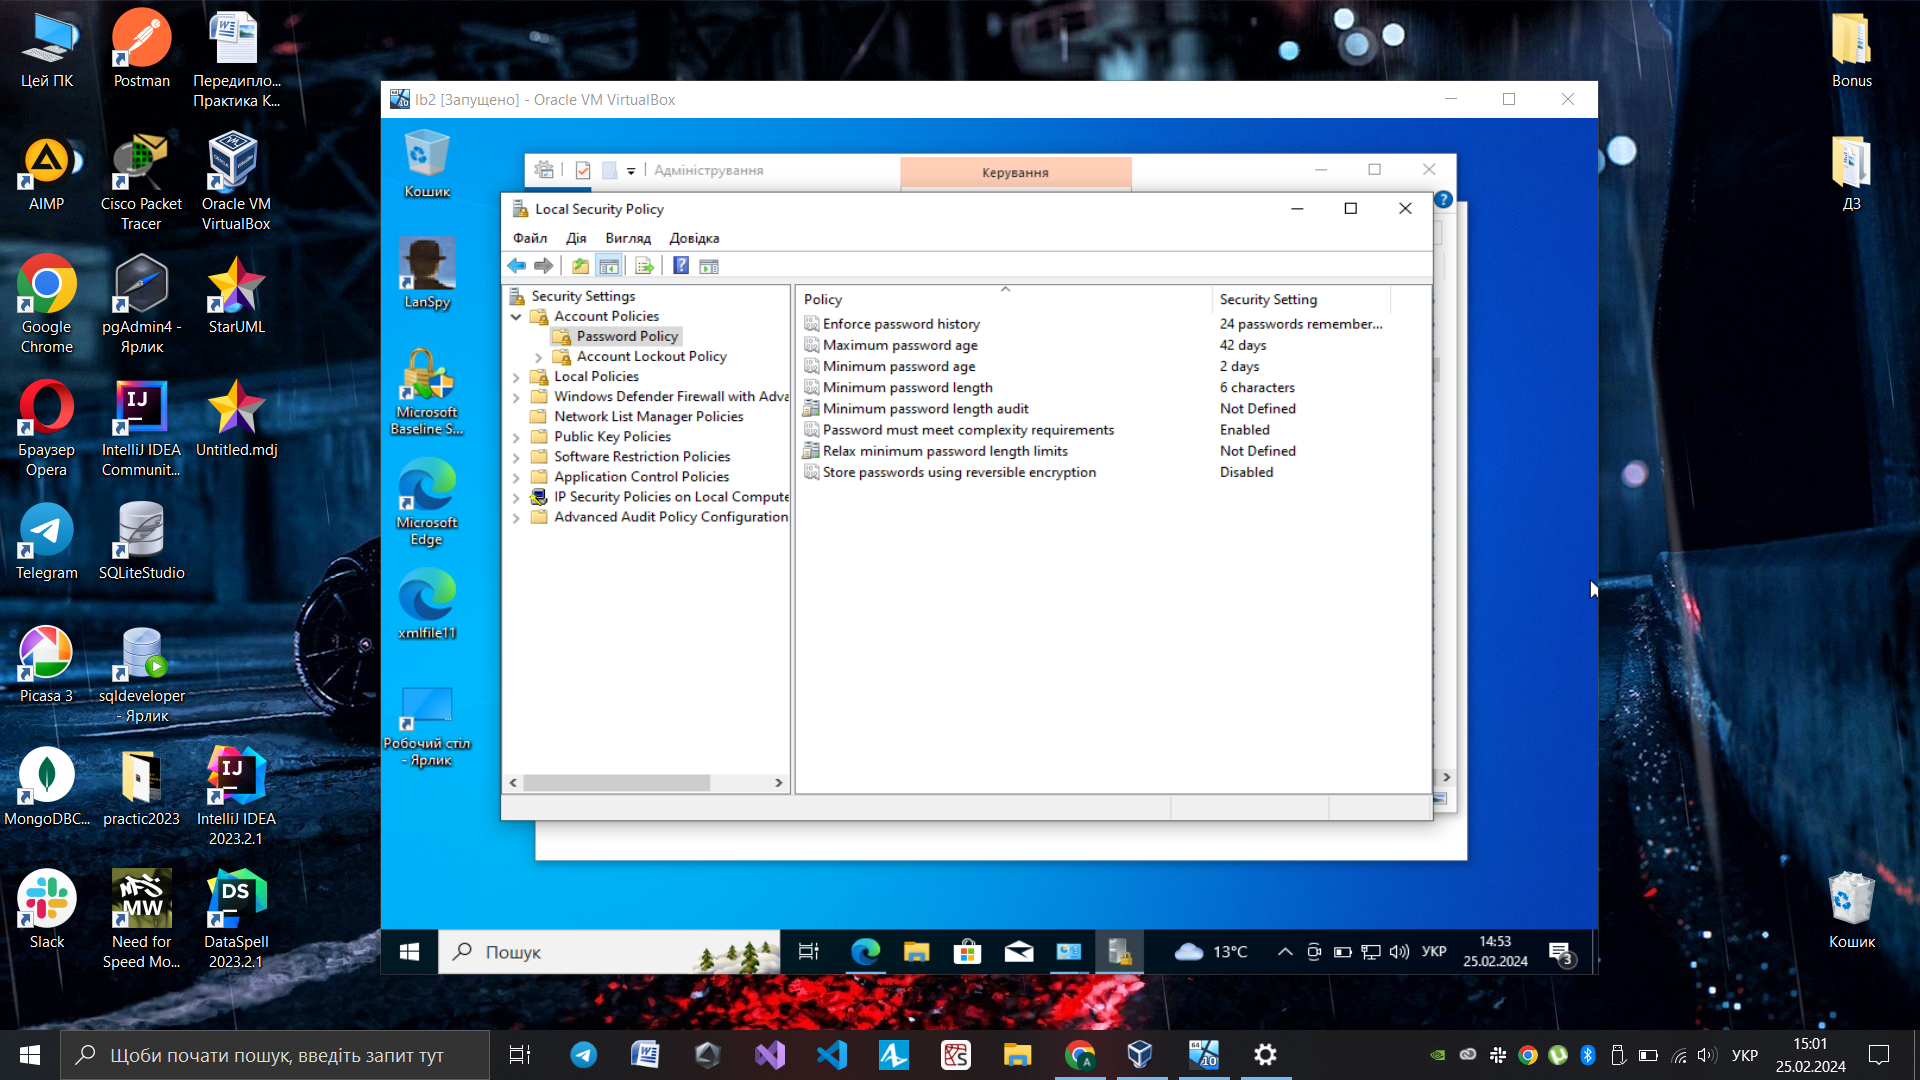 Цей ПК
Postman
Передипло...
Практика К...
AIMP
Cisco Packet
Tracer
Oracle VM
VirtualBox
Google
Chrome
pgAdmin4 -
Ярлик
StarUML
Браузер
Opera
IntelliJ IDEA
Communit...
Untitled.mdj
Telegram
SQLiteStudio
Picasa 3
sqldeveloper
- Ярлик
MongoDBC...
practic2023
IntelliJ IDEA
2023.2.1
Slack
Need for
Speed Mo...
DataSpell
2023.2.1
Bonus
ДЗ
Кошик
lb2 [Запущено] - Oracle VM VirtualBox
Кошик
LanSpy
Microsoft
Baseline S...
Microsoft
Edge
xmlfile11
Робочий стіл
- Ярлик
Адміністрування
Керування
Local Security Policy
Файл Дія Вигляд Довідка
Security Settings
Account Policies
Password Policy
Account Lockout Policy
Local Policies
Windows Defender Firewall with Adva
Network List Manager Policies
Public Key Policies
Software Restriction Policies
Application Control Policies
IP Security Policies on Local Compute
Advanced Audit Policy Configuration
Policy Security Setting
Enforce password history 24 passwords remember...
Maximum password age 42 days
Minimum password age 2 days
Minimum password length 6 characters
Minimum password length audit Not Defined
Password must meet complexity requirements Enabled
Relax minimum password length limits Not Defined
Store passwords using reversible encryption Disabled
Пошук
13°C
УКР
14:53
25.02.2024
3
Щоби почати пошук, введіть запит тут
УКР
15:01
25.02.2024